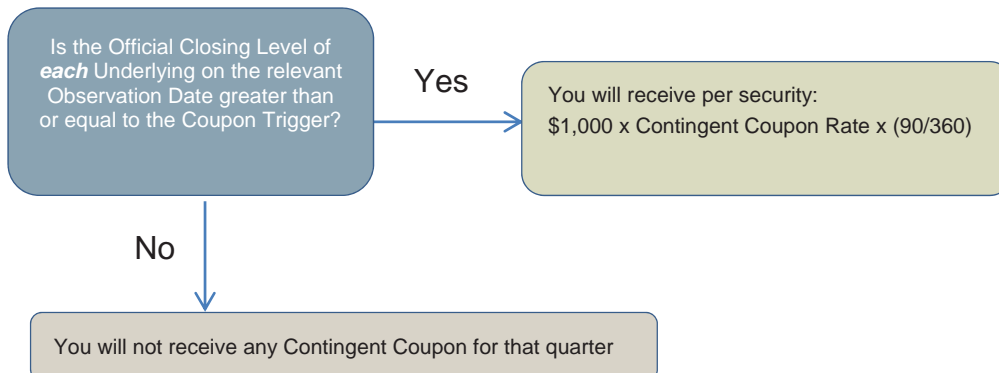 Is the Official Closing Level of
each Underlying on the relevant
Observation Date greater than
or equal to the Coupon Trigger?
Yes
You will receive per security:
$1,000 x Contingent Coupon Rate x (90/360)
No
You will not receive any Contingent Coupon for that quarter